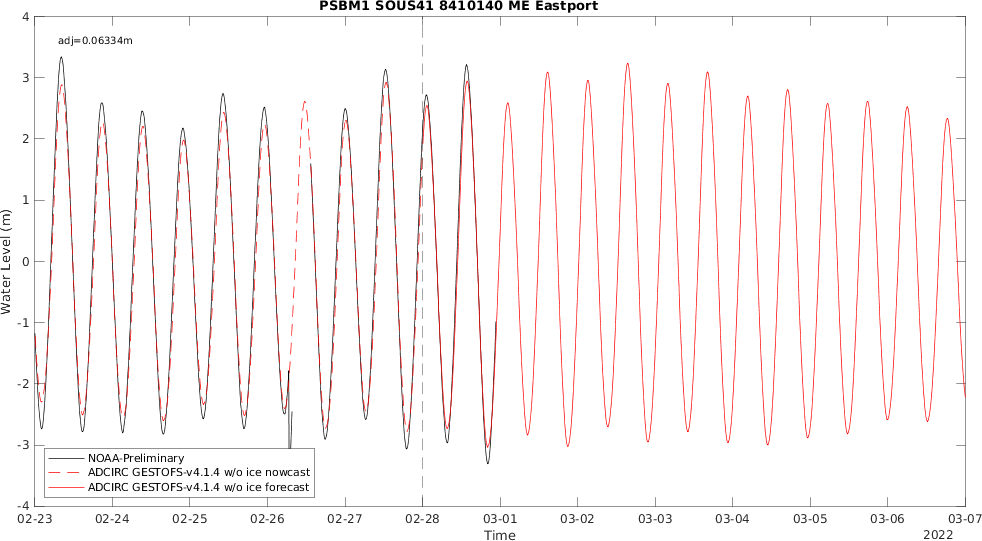 PSBM1 SOUS41 8410140 ME Eastport
adj=0.06334m
4
3
2
1
0
-1
-2
-3
-4
Water Level (m)
NOAA-Preliminary
ADCIRC GESTOFS-v4.1.4 w/o ice nowcast
ADCIRC GESTOFS-v4.1.4 w/o ice forecast
02-23 02-24 02-25 02-26 02-27 02-28 03-01 03-02 03-03 03-04 03-05 03-06 03-07
Time
2022